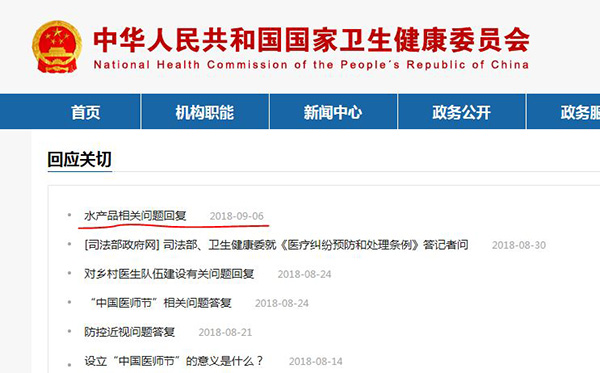 中华人民共和国国家卫生健康委员会
National Health Commission of the People's Republic of China
首页 机构职能 新闻中心 政务公开 政务服
回应关切
水产品相关问题回复 2018-09-06
[司法部政府网] 司法部、卫生健康委就《医疗纠纷预防和处理条例》答记者问 2018-08-30
对乡村医生队伍建设有关问题回复 2018-08-24
“中国医师节”相关问题答复 2018-08-24
防控近视问题答复 2018-08-21
设立“中国医师节”的意义是什么？ 2018-08-14